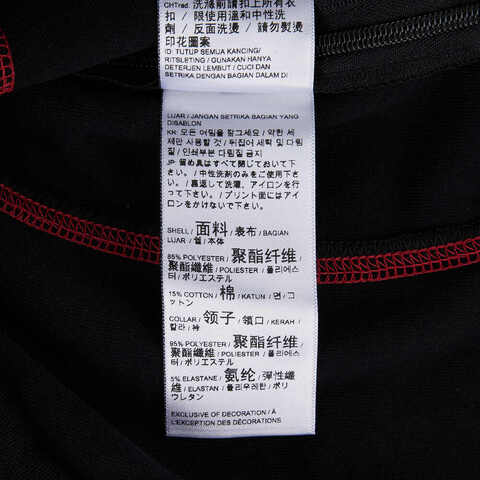 CHTrad. 洗滌前請扣上所有衣
扣 / 限使用溫和中性洗
劑 / 反面燙燙 / 請勿熨燙
印花圖案
ID: TUTUP SEMUA KANCING/
RITSLETING / GUNAKAN HANYA
DETERJEN LEMBUT / CUCI DAN
SETRIKA DENGAN BAGIAN DALAM DI
LUAR / JANGAN SETRIKA BAGIAN YANG
DISABLON
KR: 모든 여밈을 잠그세요 / 약한 세
제만 사용할 것 / 뒤집어 세탁 및 다림
질 / 인쇄부분 다림질 금지
JP: 留め具はすべて閉じておいて下
さい。 / 中性洗剤のみをご使用下さ
い。 / 裏返して洗濯、アイロンを行
って下さい。 / プリント面にはアイ
ロンをかけないで下さい。
SHELL / 面料 / 表布 / BAGIAN
LUAR / 겉 / 本体
85% POLYESTER / 聚酯纤维 /
聚酯纖維 / POLIESTER / 폴리에스
터 / ポリエステル
15% COTTON / 棉 / KATUN / 면 / コ
ットン
COLLAR / 领子 / 領口 / KERAH /
칼라 / 衿
95% POLYESTER / 聚酯纤维 /
聚酯纖維 / POLIESTER / 폴리에스
터 / ポリエステル
5% ELASTANE / 氨纶 / 彈性纖
維 / ELASTAN / 폴리우레탄 / ポリ
ウレタン
EXCLUSIVE OF DECORATION / À
L'EXCLUSION DE DÉCORATION /